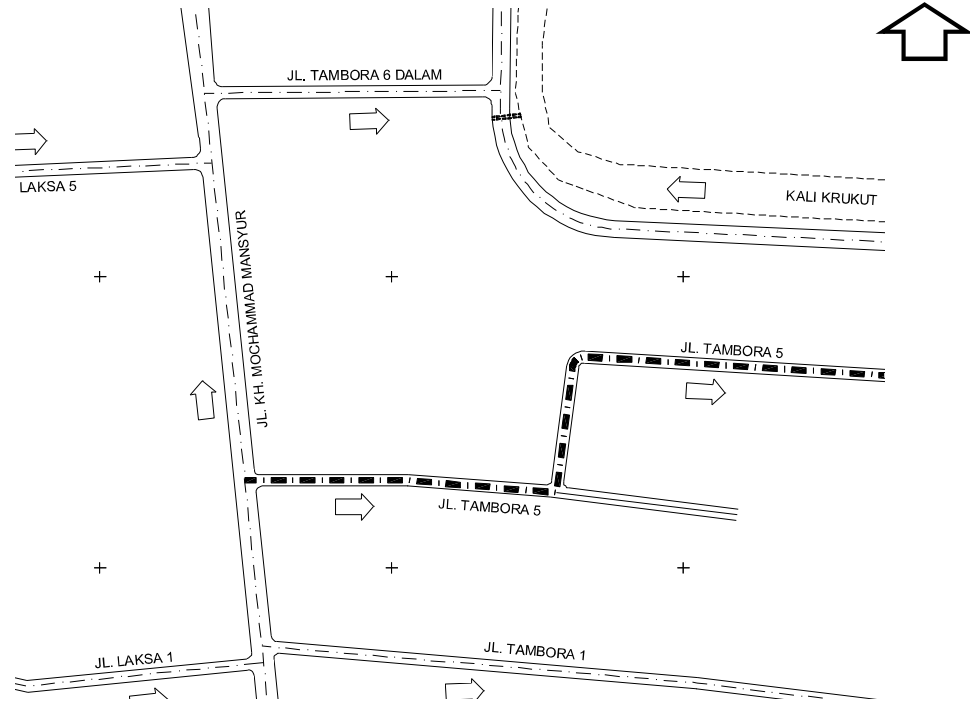 JL. TAMBORA 6 DALAM
LAKSA 5
KALI KRUKUT
JL. KH. MOCHAMMAD MANSYUR
JL. TAMBORA 5
JL. TAMBORA 5
JL. TAMBORA 1
JL. LAKSA 1